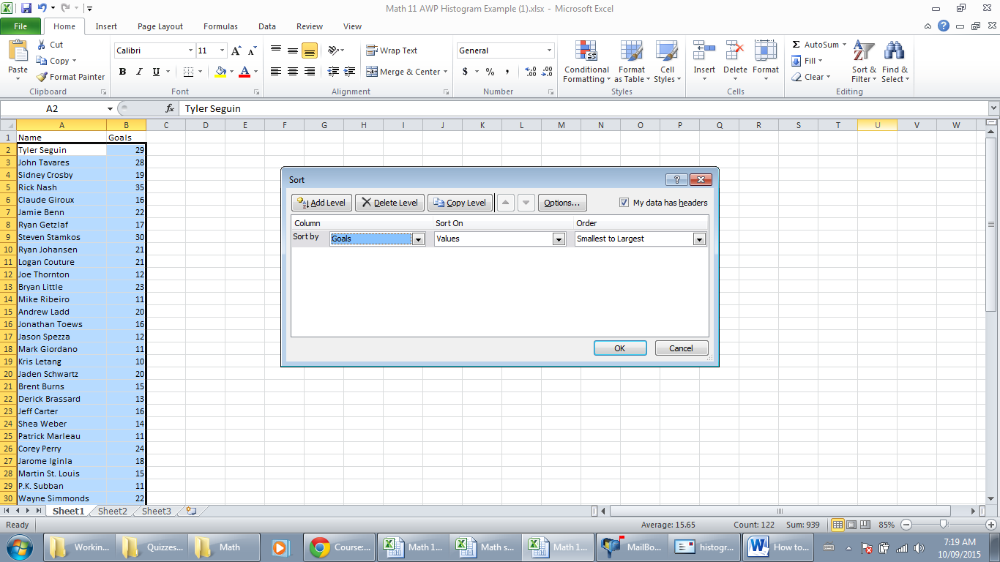 Math 11 AWP Histogram Example (1).xlsx - Microsoft Excel
File Home Insert Page Layout Formulas Data Review View
Paste
Cut
Copy
Format Painter
Clipboard
Calibri 11 A A
B I U A
Font
Wrap Text
Merge & Center
Alignment
General
$ % , .00 .0
Number
Conditional Formatting
Format as Table
Cell Styles
Styles
Insert Delete Format
Cells
Σ AutoSum
Fill
Clear
Sort & Filter
Find & Select
Editing
A2 fx Tyler Seguin
A B C D E F G H I J K L M N O P Q R S T U V W
1 Name Goals
2 Tyler Seguin 29
3 John Tavares 28
4 Sidney Crosby 19
5 Rick Nash 35
6 Claude Giroux 16
7 Jamie Benn 22
8 Ryan Getzlaf 17
9 Steven Stamkos 30
10 Ryan Johansen 21
11 Logan Couture 21
12 Joe Thornton 12
13 Bryan Little 23
14 Mike Ribeiro 11
15 Andrew Ladd 20
16 Jonathan Toews 16
17 Jason Spezza 12
18 Mark Giordano 11
19 Kris Letang 10
20 Jaden Schwartz 20
21 Brent Burns 15
22 Derick Brassard 13
23 Jeff Carter 16
24 Shea Weber 14
25 Patrick Marleau 11
26 Corey Perry 24
27 Jarome Iginla 18
28 Martin St. Louis 15
29 P.K. Subban 11
30 Wayne Simmonds 22
Sort
Add Level Delete Level Copy Level Options... My data has headers
Column Sort On Order
Sort by Goals Values Smallest to Largest
OK Cancel
Sheet1 Sheet2 Sheet3
Ready Average: 15.65 Count: 122 Sum: 939 85%
Workin... Quizzes... Math Course:... Math 1... Math s... Math 1... MailBo... histogr... How to...
7:19 AM
10/09/2015